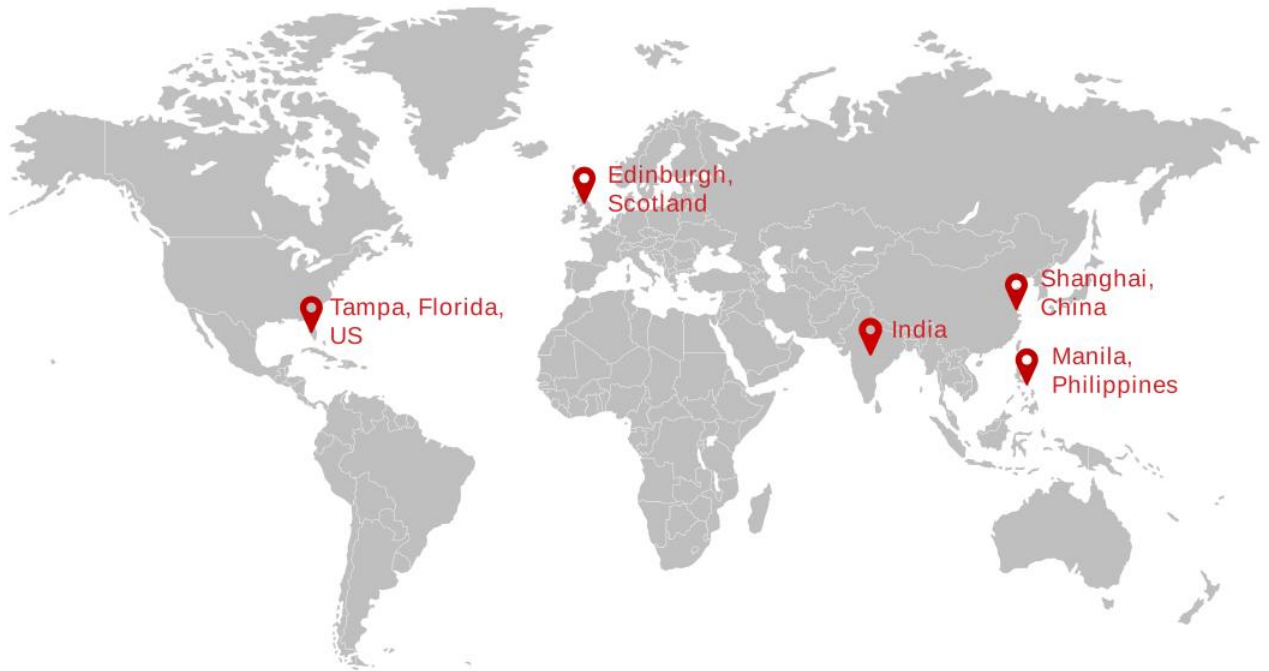 Edinburgh,
Scotland
Tampa, Florida,
US
Shanghai,
China
India
Manila,
Philippines